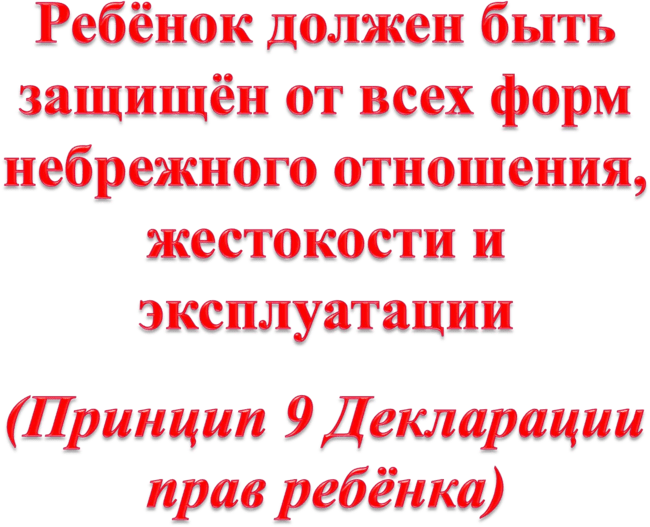 Ребёнок должен быть
защищён от всех форм
небрежного отношения,
жестокости и
эксплуатации
(Принцип 9 Декларации
прав ребёнка)